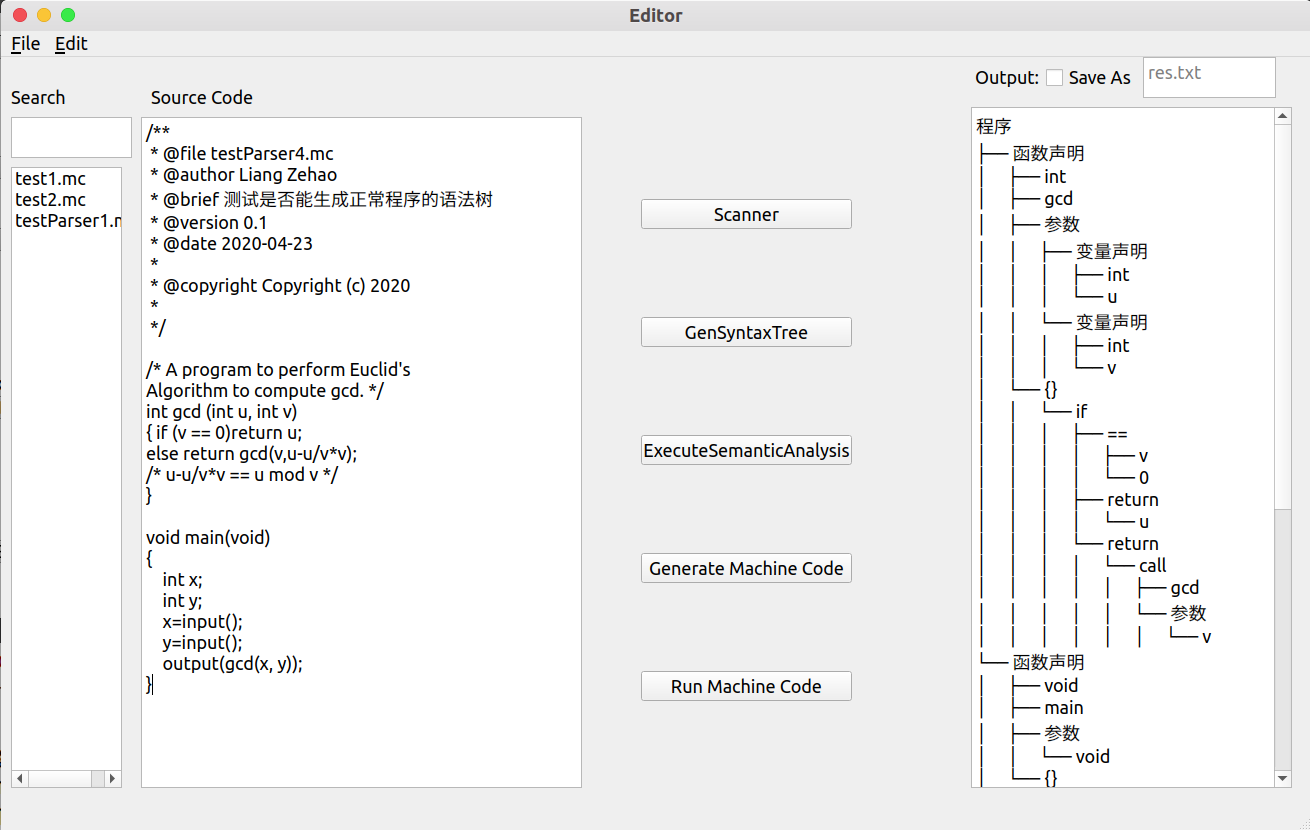 Editor
File Edit
Search
test1.mc
test2.mc
testParser1.m
Source Code
/**
* @file testParser4.mc
* @author Liang Zehao
* @brief 测试是否能生成正常程序的语法树
* @version 0.1
* @date 2020-04-23
*
* @copyright Copyright (c) 2020
*
*/
/* A program to perform Euclid's
Algorithm to compute gcd. */
int gcd (int u, int v)
{ if (v == 0)return u;
else return gcd(v,u-u/v*v);
/* u-u/v*v == u mod v */
}
void main(void)
{
int x;
int y;
x=input();
y=input();
output(gcd(x, y));
}
Scanner
GenSyntaxTree
ExecuteSemanticAnalysis
Generate Machine Code
Run Machine Code
Output: Save As res.txt
程序
├── 函数声明
│ ├── int
│ ├── gcd
│ ├── 参数
│ │ ├── 变量声明
│ │ │ ├── int
│ │ │ └── u
│ │ └── 变量声明
│ │ │ ├── int
│ │ │ └── v
│ └── {}
│ │ └── if
│ │ │ ├── ==
│ │ │ │ ├── v
│ │ │ │ └── 0
│ │ │ ├── return
│ │ │ │ └── u
│ │ │ └── return
│ │ │ │ └── call
│ │ │ │ │ ├── gcd
│ │ │ │ │ └── 参数
│ │ │ │ │ │ └── v
└── 函数声明
│ ├── void
│ ├── main
│ ├── 参数
│ │ └── void
│ └── {}